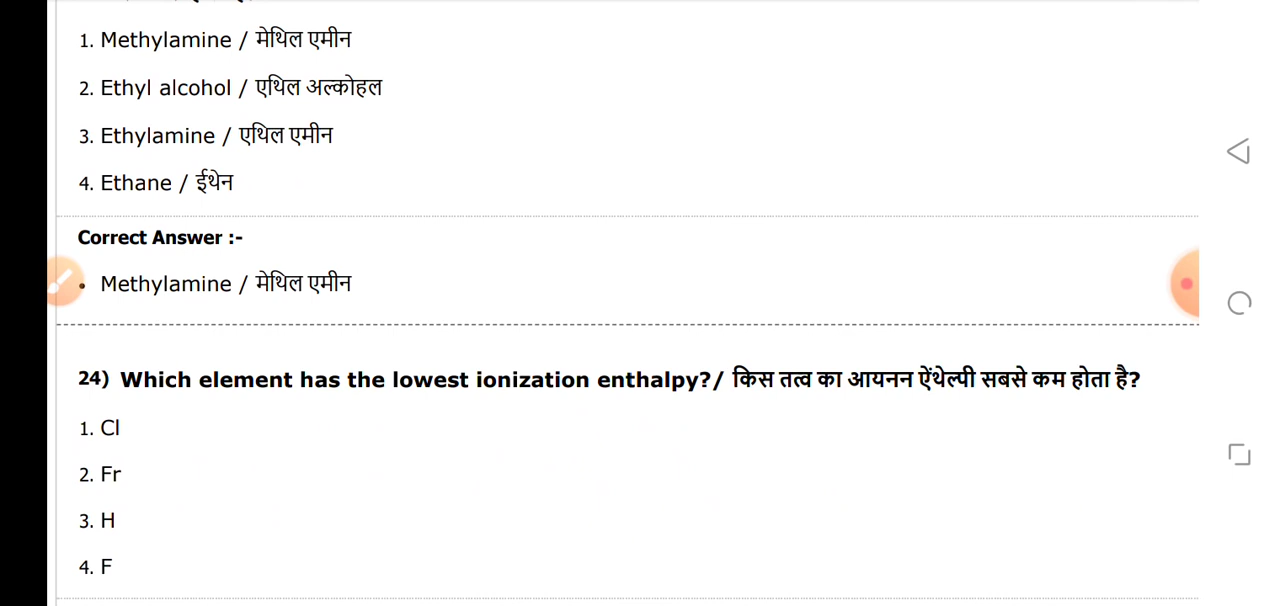 1. Methylamine / मेथिल एमीन
2. Ethyl alcohol / एथिल अल्कोहल
3. Ethylamine / एथिल एमीन
4. Ethane / ईथेन
Correct Answer :-
• Methylamine / मेथिल एमीन
24) Which element has the lowest ionization enthalpy?/ किस तत्व का आयनन ऐंथेल्पी सबसे कम होता है?
1. Cl
2. Fr
3. H
4. F